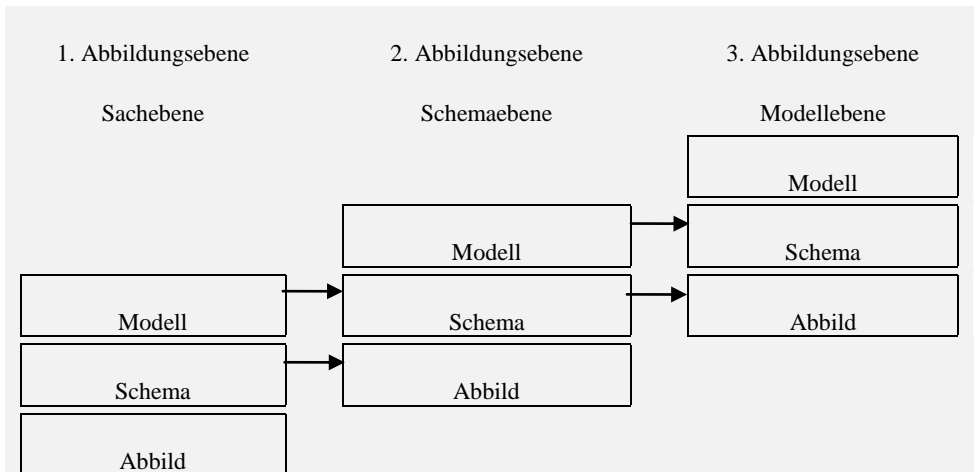 1. Abbildungsebene 2. Abbildungsebene 3. Abbildungsebene
Sachebene Schemaebene Modellebene
Modell
Modell Schema
Modell Schema Abbild
Schema Abbild
Abbild